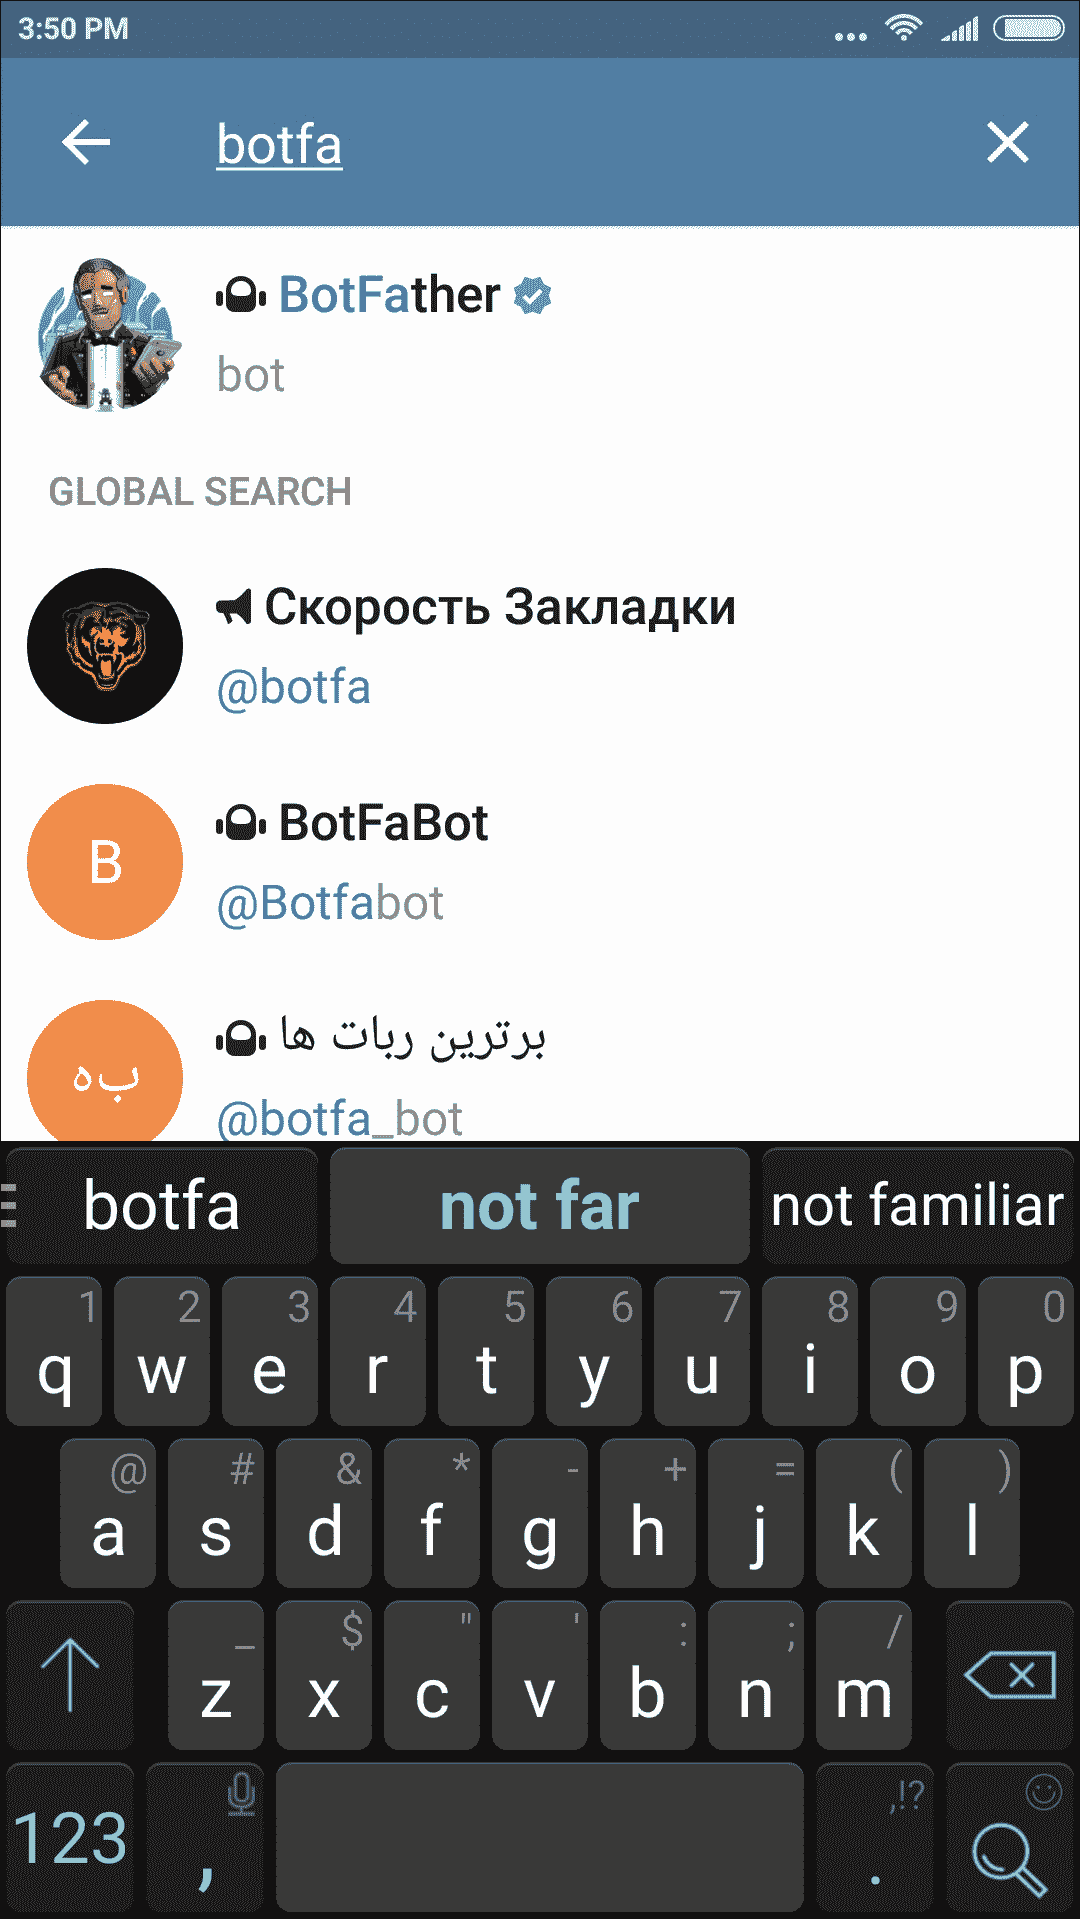 3:50 PM
botfa
BotFather
bot
GLOBAL SEARCH
Скорость Закладки
@botfa
B
BotFaBot
@Botfabot
ب ه
برترین ربات ها
@botfa_bot
botfa not far not familiar
1 2 3 4 5 6 7 8 9 0
q w e r t y u i o p
@ # & * - + = ( )
a s d f g h j k l
_ $ " ' : ; /
z x c v b n m
,!?
123 , .